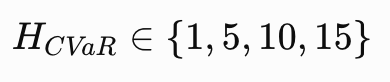 H_{CVaR} ∈ {1, 5, 10, 15}